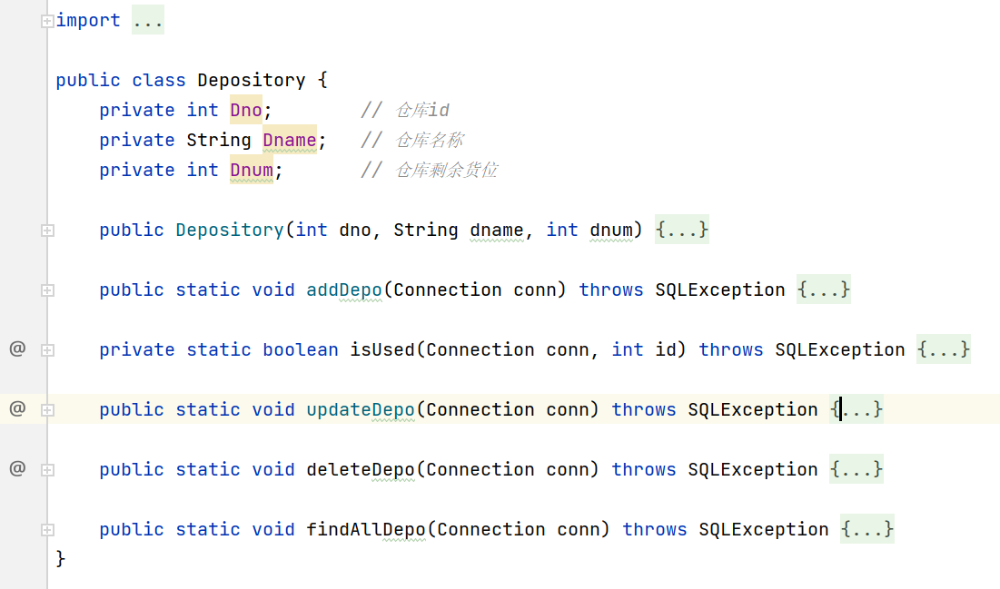 import ...
public class Depository {
    private int Dno;        // 仓库id
    private String Dname;   // 仓库名称
    private int Dnum;       // 仓库剩余货位
    public Depository(int dno, String dname, int dnum) {...}
    public static void addDepo(Connection conn) throws SQLException {...}
@   private static boolean isUsed(Connection conn, int id) throws SQLException {...}
@   public static void updateDepo(Connection conn) throws SQLException {...}
@   public static void deleteDepo(Connection conn) throws SQLException {...}
    public static void findAllDepo(Connection conn) throws SQLException {...}
}